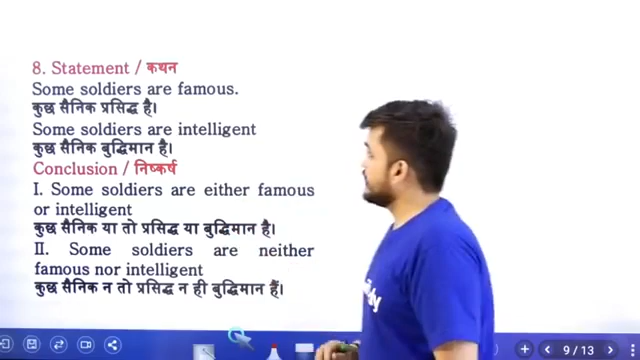 8. Statement / कथन
Some soldiers are famous.
कुछ सैनिक प्रसिद्ध है।
Some soldiers are intelligent
कुछ सैनिक बुद्धिमान है।
Conclusion / निष्कर्ष
I. Some soldiers are either famous
or intelligent
कुछ सैनिक या तो प्रसिद्ध या बुद्धिमान है।
II. Some soldiers are neither
famous nor intelligent
कुछ सैनिक न तो प्रसिद्ध न ही बुद्धिमान हैं।
9 / 13